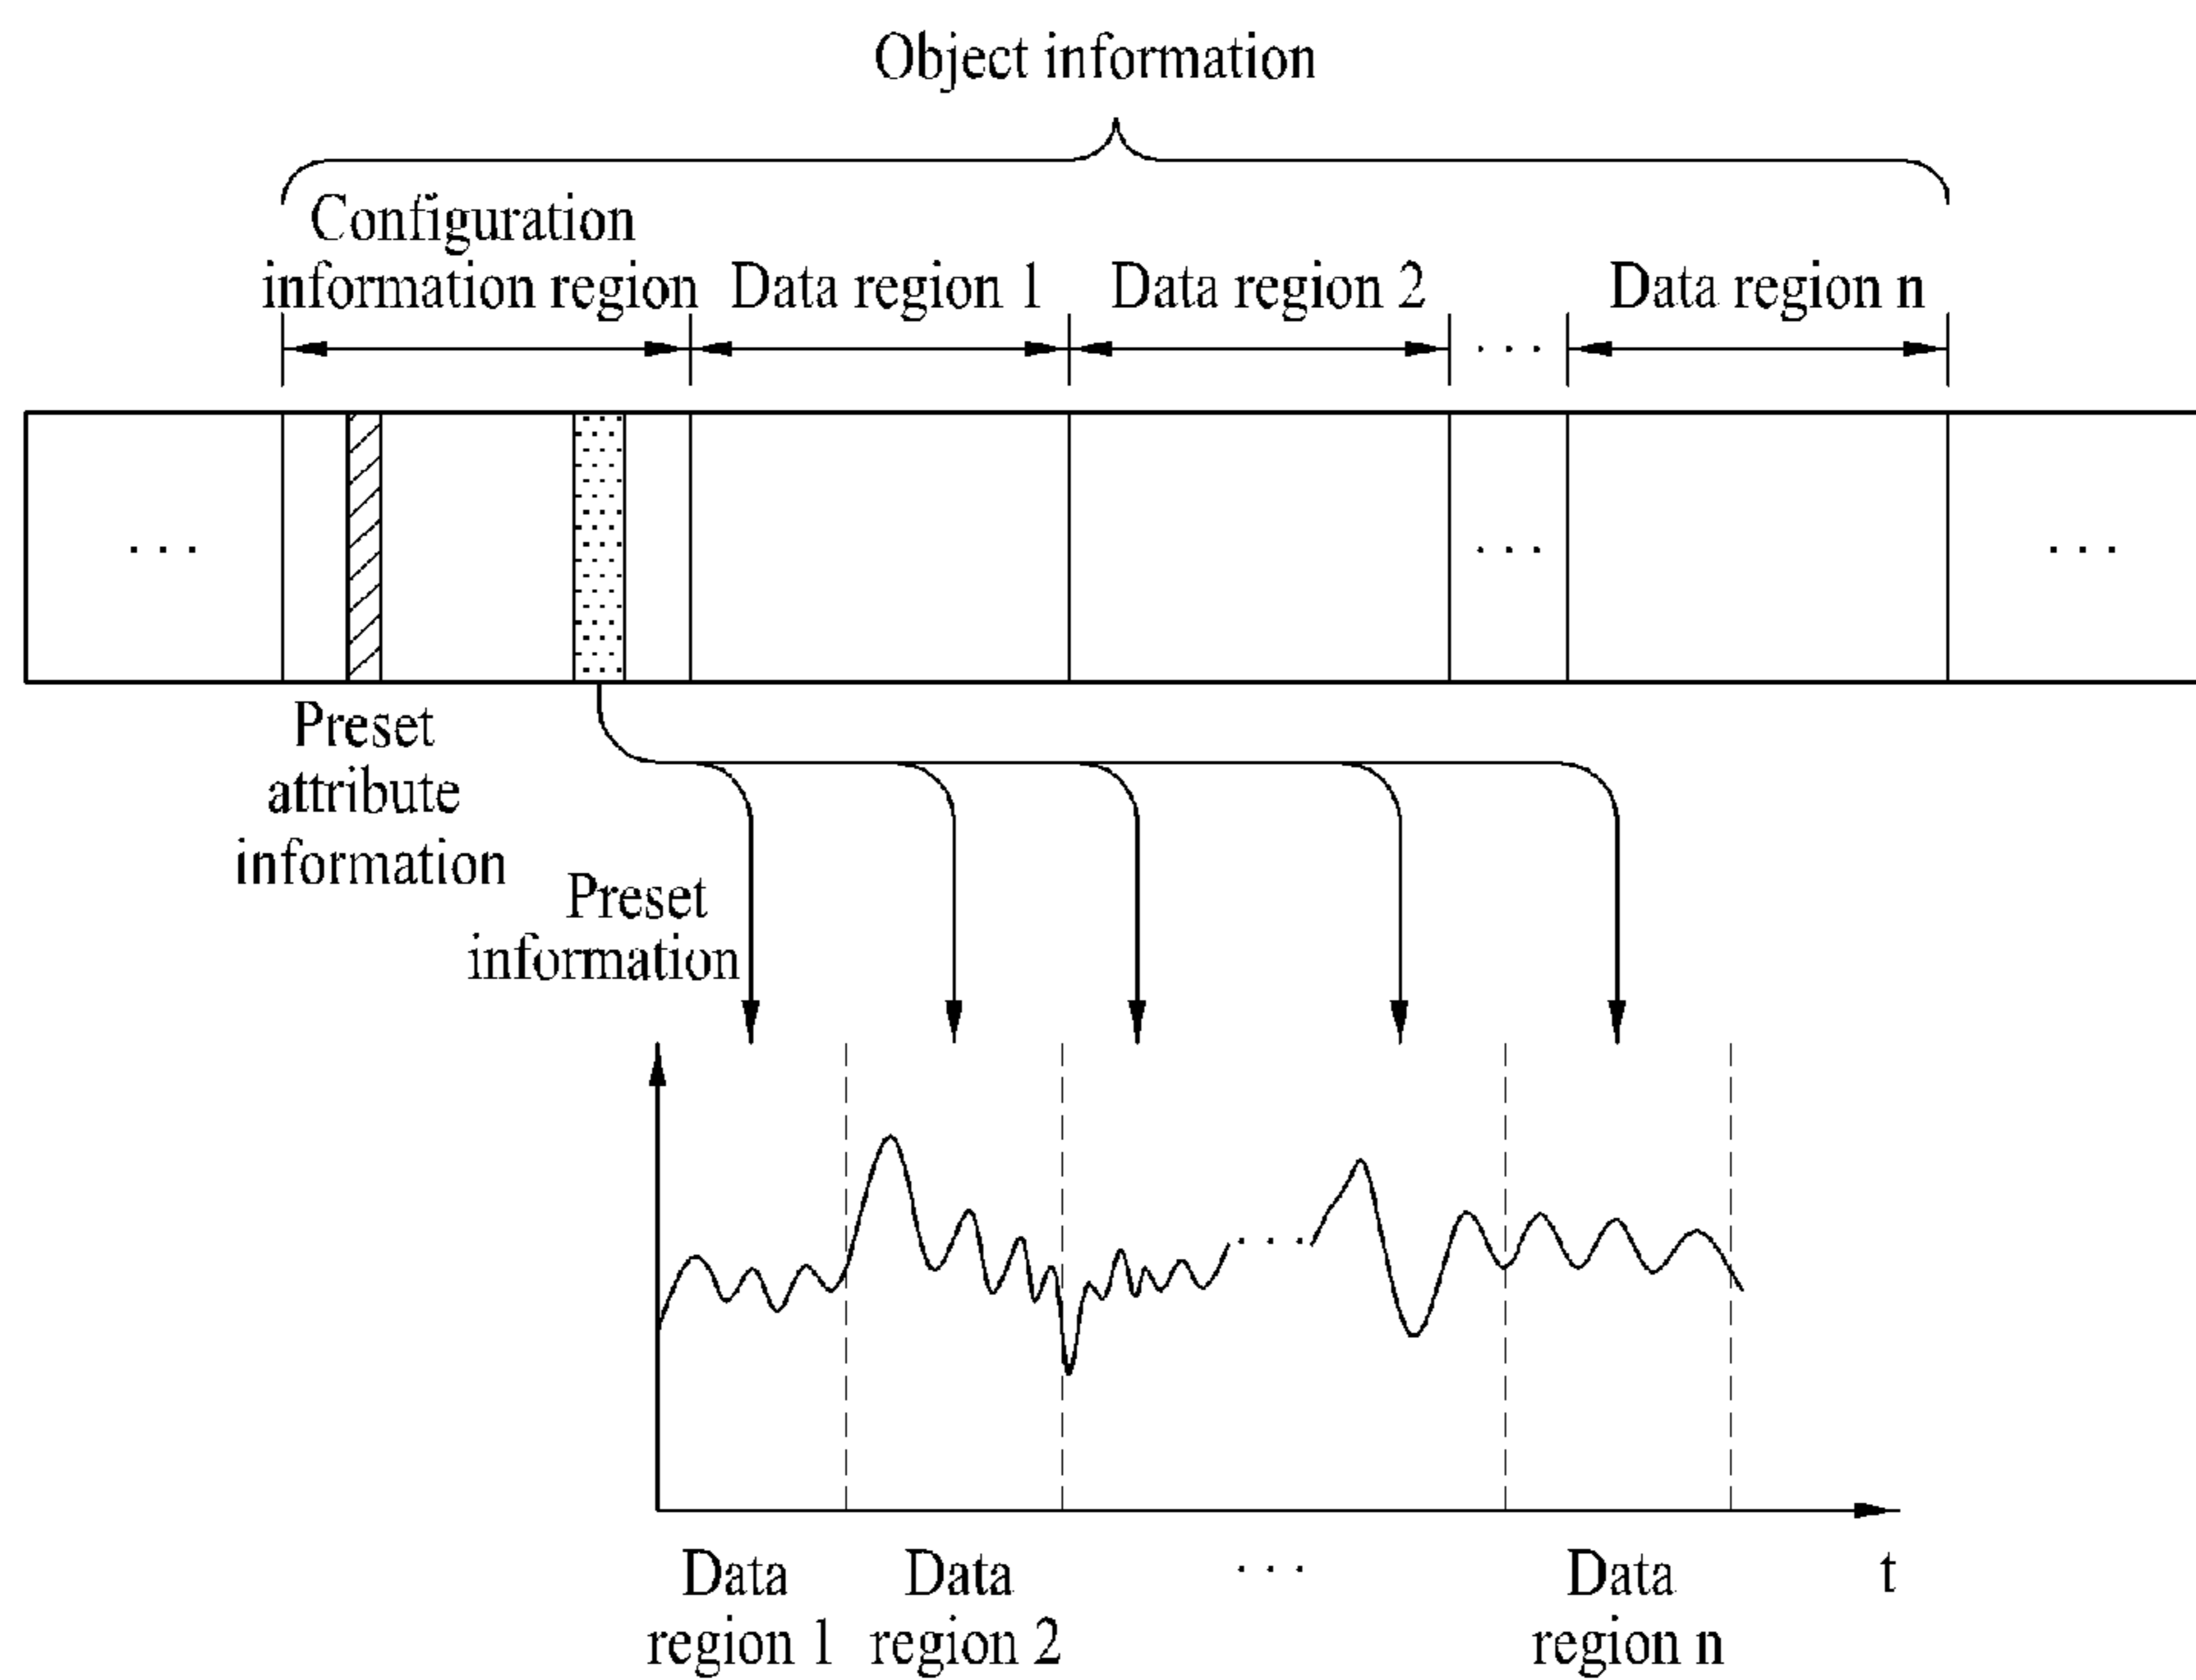 Object information
Configuration
information region
Data region 1
Data region 2
. . .
Data region n
. . .
. . .
. . .
Preset
attribute
information
Preset
information
. . .
Data
region 1
Data
region 2
. . .
Data
region n
t